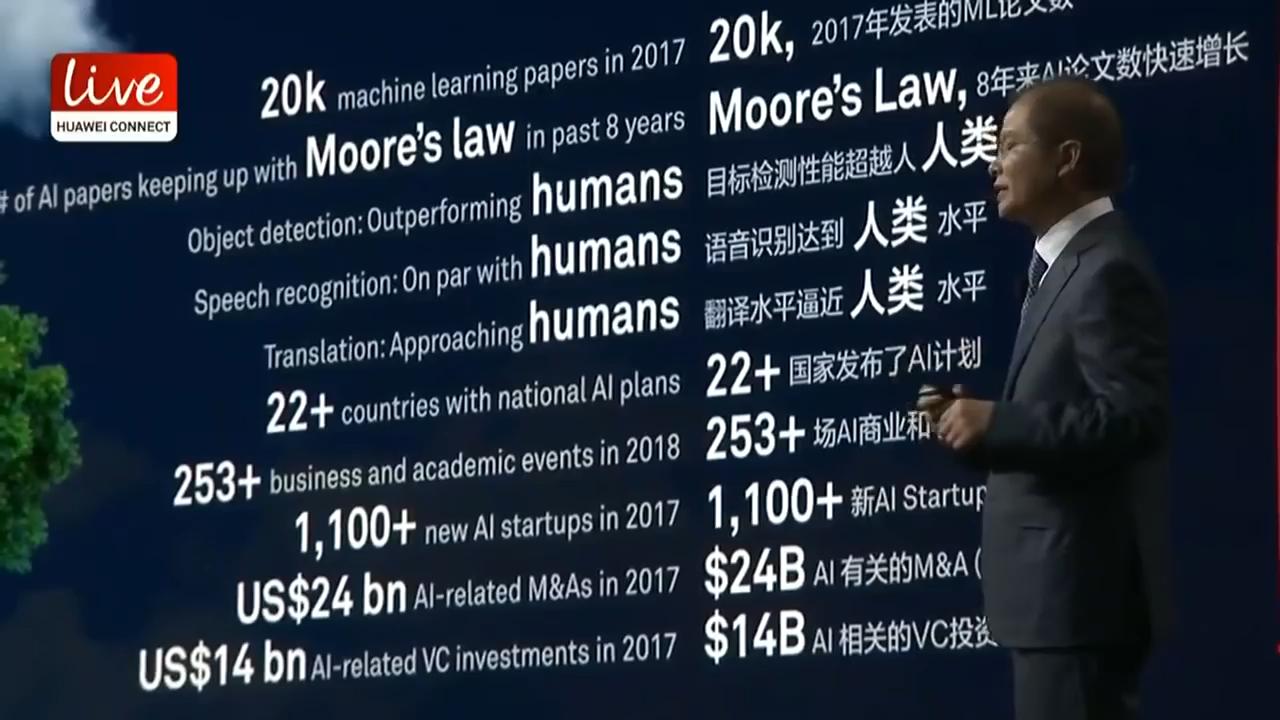 Live
HUAWEI CONNECT
20k machine learning papers in 2017
# of AI papers keeping up with Moore's law in past 8 years
Object detection: Outperforming humans
Speech recognition: On par with humans
Translation: Approaching humans
22+ countries with national AI plans
253+ business and academic events in 2018
1,100+ new AI startups in 2017
US$24 bn AI-related M&As in 2017
US$14 bn AI-related VC investments in 2017
20k, 2017年发表的ML论文数
Moore's Law, 8年来AI论文数快速增长
目标检测性能超越人人类
语音识别达到 人类 水平
翻译水平逼近 人类 水平
22+ 国家发布了AI计划
253+ 场AI商业和
1,100+ 新AI Startup
$24B AI 有关的M&A (
$14B AI 相关的VC投资